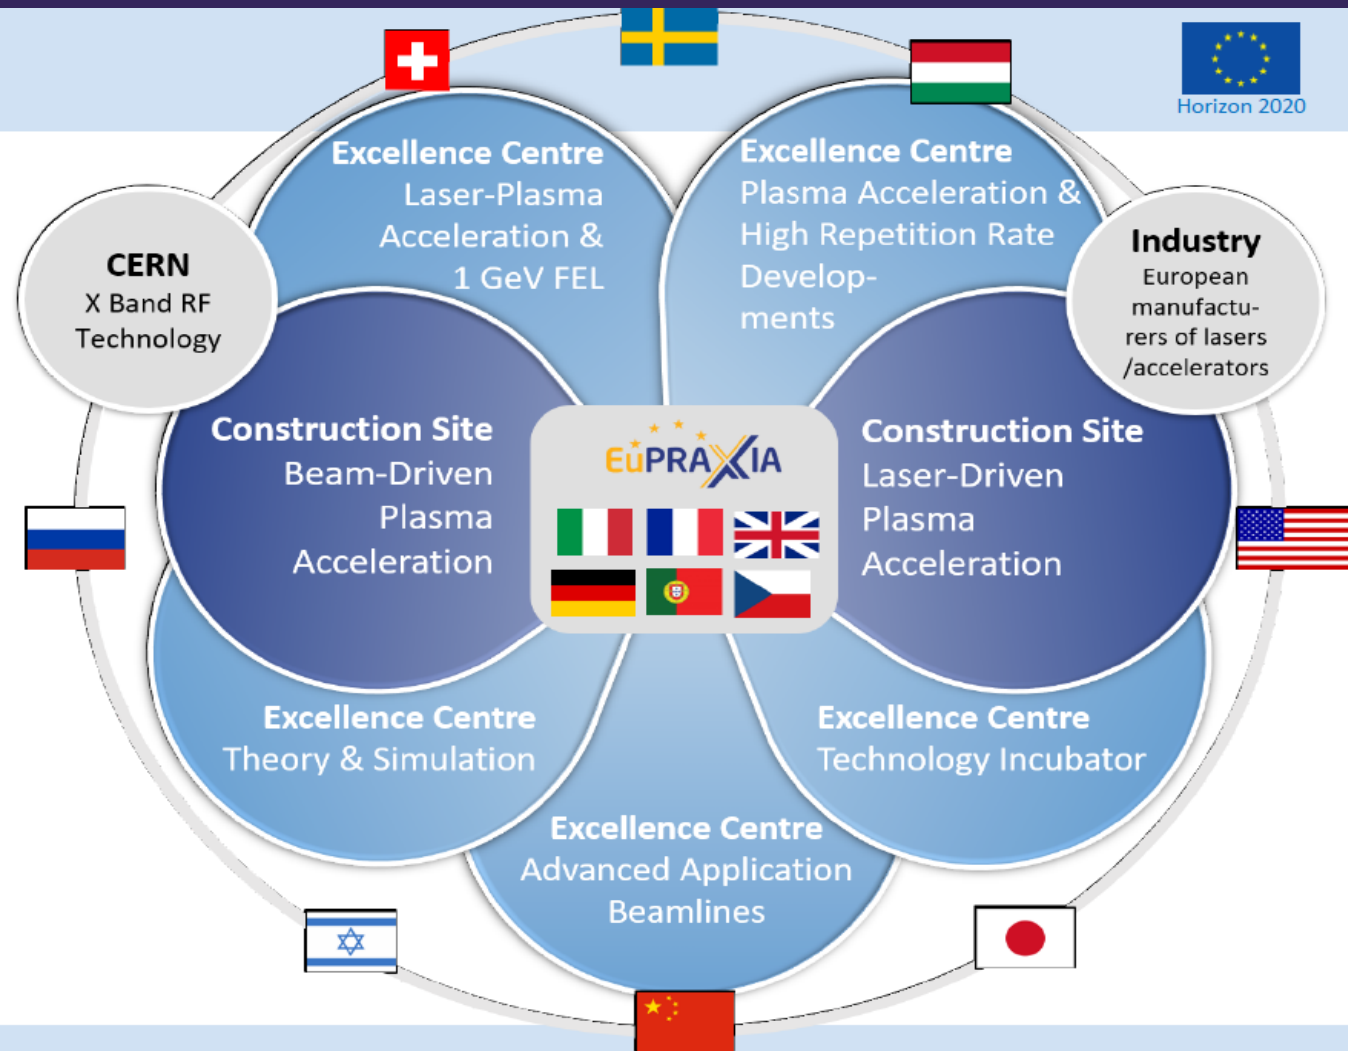 Horizon 2020
Excellence Centre
Laser-Plasma
Acceleration &
1 GeV FEL
Excellence Centre
Plasma Acceleration &
High Repetition Rate
Develop-
ments
CERN
X Band RF
Technology
Industry
European
manufactu-
rers of lasers
/accelerators
Construction Site
Beam-Driven
Plasma
Acceleration
EuPRAXIA
Construction Site
Laser-Driven
Plasma
Acceleration
Excellence Centre
Theory & Simulation
Excellence Centre
Technology Incubator
Excellence Centre
Advanced Application
Beamlines